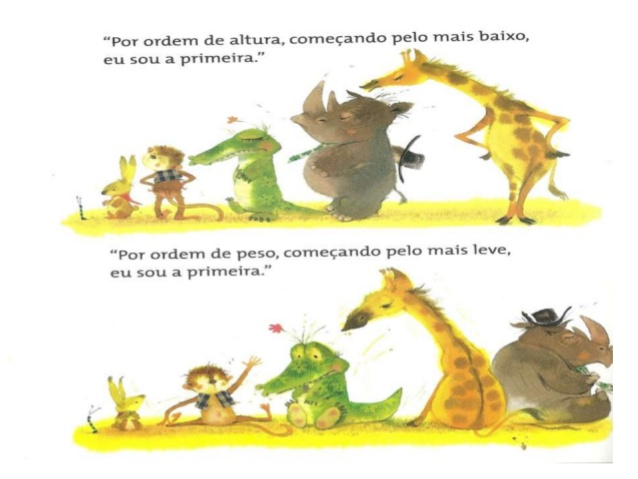 “Por ordem de altura, começando pelo mais baixo,
eu sou a primeira.”
“Por ordem de peso, começando pelo mais leve,
eu sou a primeira.”